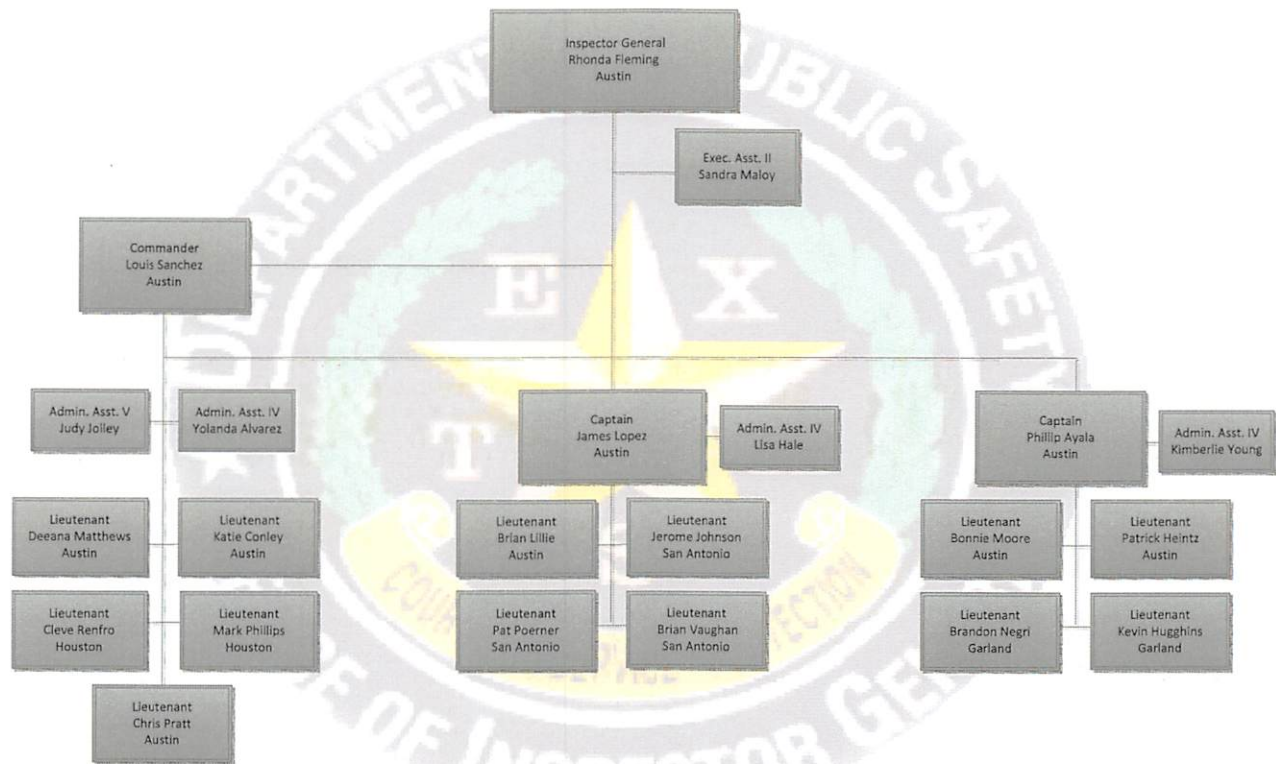 Inspector General
Rhonda Fleming
Austin
Exec. Asst. II
Sandra Maloy
Commander
Louis Sanchez
Austin
Admin. Asst. V
Judy Jolley
Admin. Asst. IV
Yolanda Alvarez
Captain
James Lopez
Austin
Admin. Asst. IV
Lisa Hale
Captain
Phillip Ayala
Austin
Admin. Asst. IV
Kimberlie Young
Lieutenant
Deeana Matthews
Austin
Lieutenant
Katie Conley
Austin
Lieutenant
Brian Lillie
Austin
Lieutenant
Jerome Johnson
San Antonio
Lieutenant
Bonnie Moore
Austin
Lieutenant
Patrick Heintz
Austin
Lieutenant
Cleve Renfro
Houston
Lieutenant
Mark Phillips
Houston
Lieutenant
Pat Poerner
San Antonio
Lieutenant
Brian Vaughan
San Antonio
Lieutenant
Brandon Negri
Garland
Lieutenant
Kevin Hugghins
Garland
Lieutenant
Chris Pratt
Austin
DEPARTMENT PUBLIC SAFETY
T E X
OF INSPECTOR